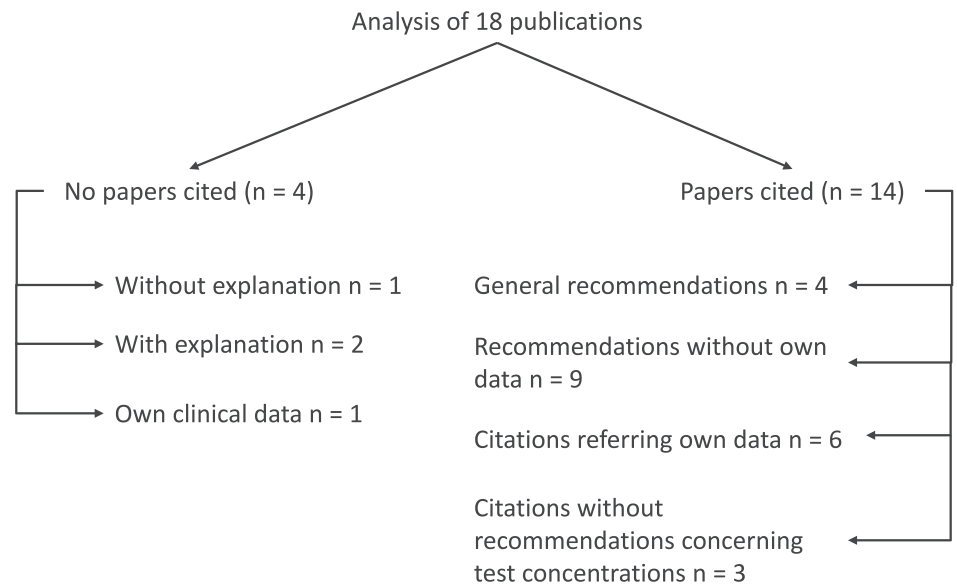 Analysis of 18 publications
No papers cited (n = 4)
Without explanation n = 1
With explanation n = 2
Own clinical data n = 1
Papers cited (n = 14)
General recommendations n = 4
Recommendations without own
data n = 9
Citations referring own data n = 6
Citations without
recommendations concerning
test concentrations n = 3